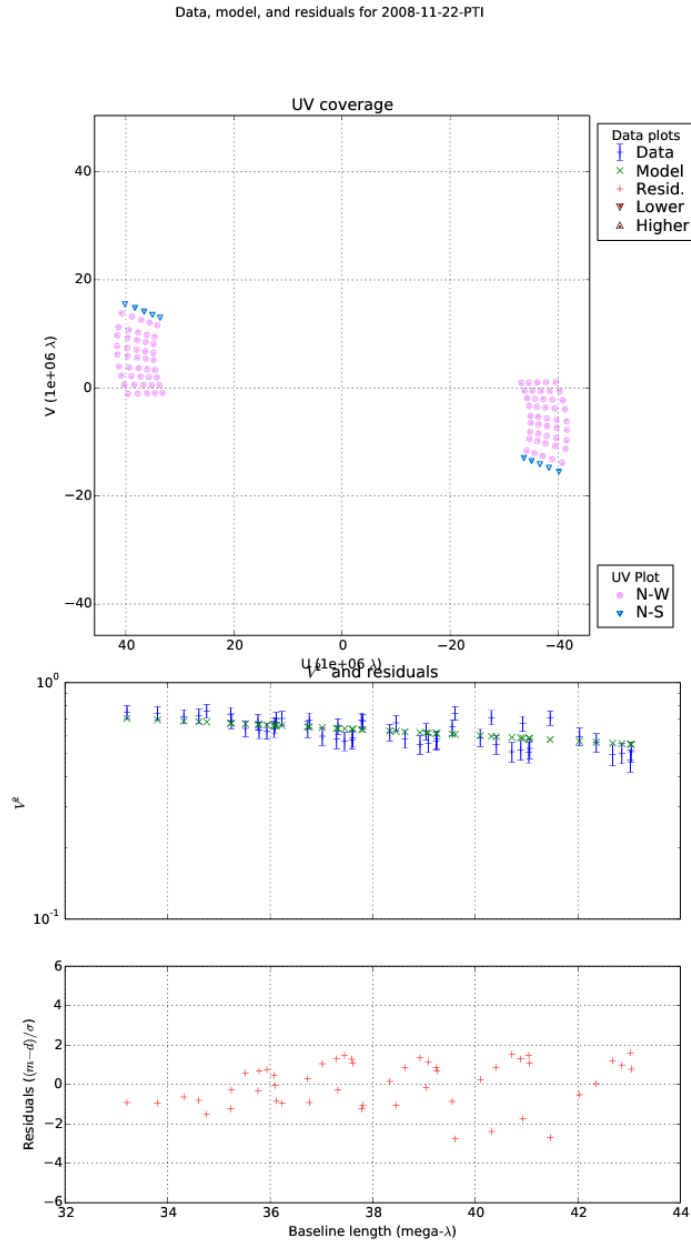 Data, model, and residuals for 2008-11-22-PTI
UV coverage
Data plots
Data
Model
Resid.
Lower
Higher
40
20
0
−20
−40
V (1e+06 λ)
40 20 0 −20 −40
U (1e+06 λ)
UV Plot
N-W
N-S
V² and residuals
10⁰
V²
10⁻¹
6
4
2
0
−2
−4
−6
Residuals ((m−d)/σ)
32 34 36 38 40 42 44
Baseline length (mega-λ)